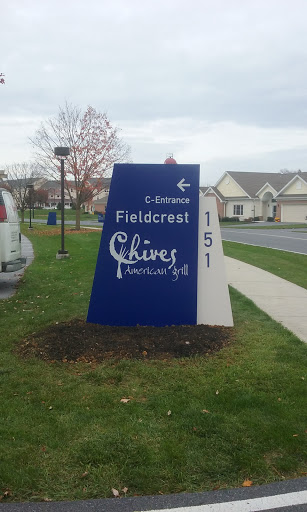 C-Entrance
Fieldcrest
Chives
American grill
151